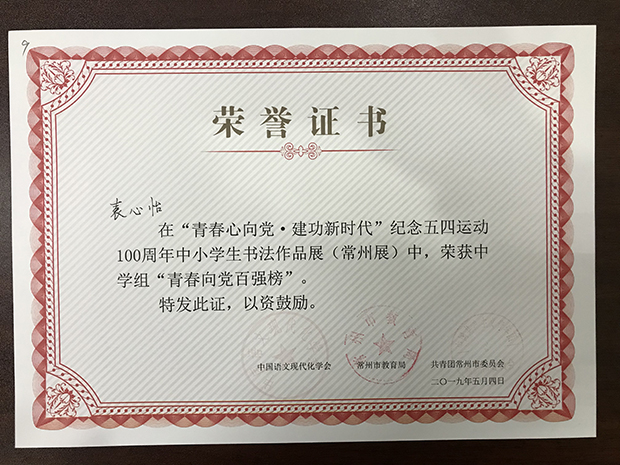 9
荣誉证书
袁心怡
在“青春心向党·建功新时代”纪念五四运动
100周年中小学生书法作品展（常州展）中，荣获中
学组“青春向党百强榜”。
特发此证，以资鼓励。
中国语文现代化学会 常州市教育局 共青团常州市委员会
二〇一九年五月四日